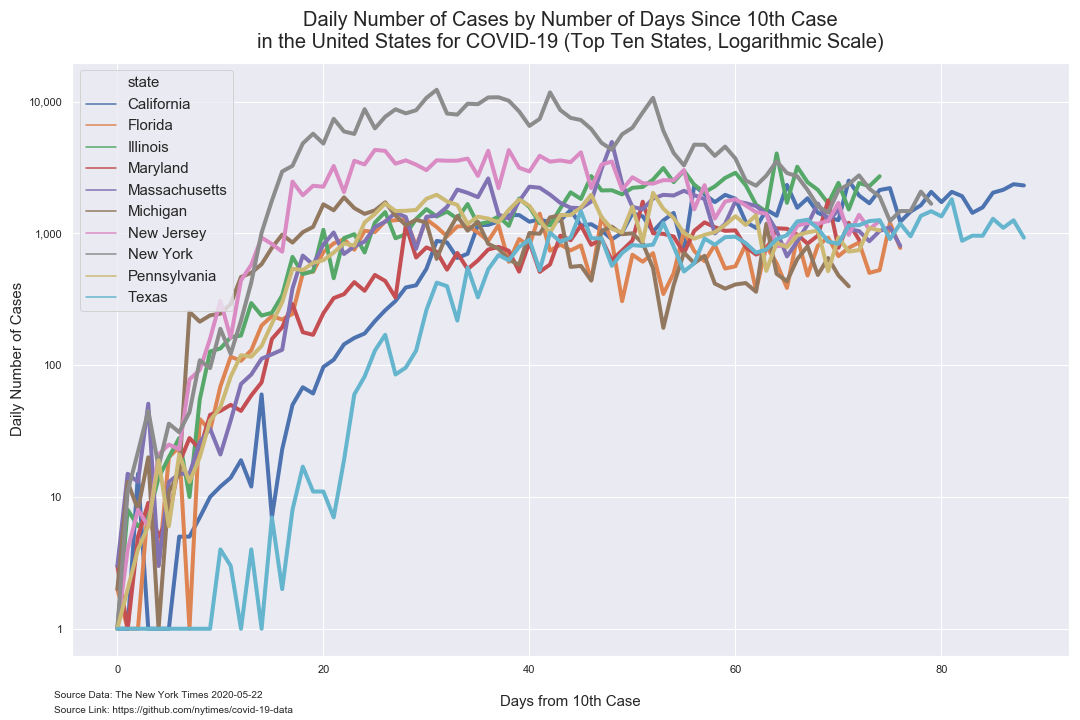 Daily Number of Cases by Number of Days Since 10th Case
in the United States for COVID-19 (Top Ten States, Logarithmic Scale)
state
California
Florida
Illinois
Maryland
Massachusetts
Michigan
New Jersey
New York
Pennsylvania
Texas
10,000
1,000
100
10
1
Daily Number of Cases
0
20
40
60
80
Days from 10th Case
Source Data: The New York Times 2020-05-22
Source Link: https://github.com/nytimes/covid-19-data